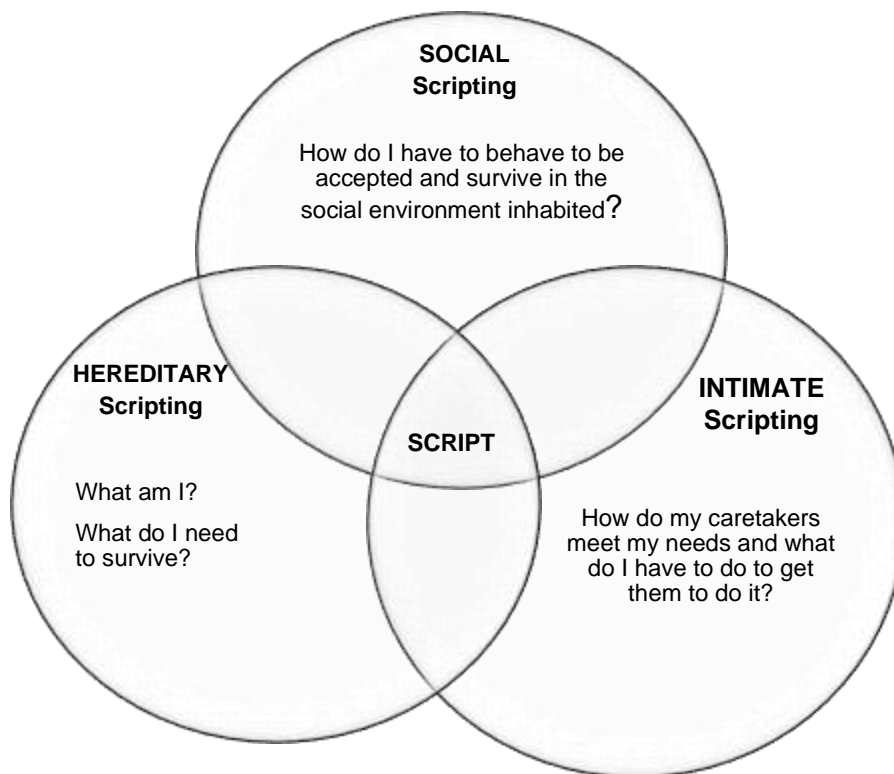 SOCIAL
Scripting
How do I have to behave to be
accepted and survive in the
social environment inhabited?
HEREDITARY
Scripting
What am I?
What do I need
to survive?
SCRIPT
INTIMATE
Scripting
How do my caretakers
meet my needs and what
do I have to do to get
them to do it?